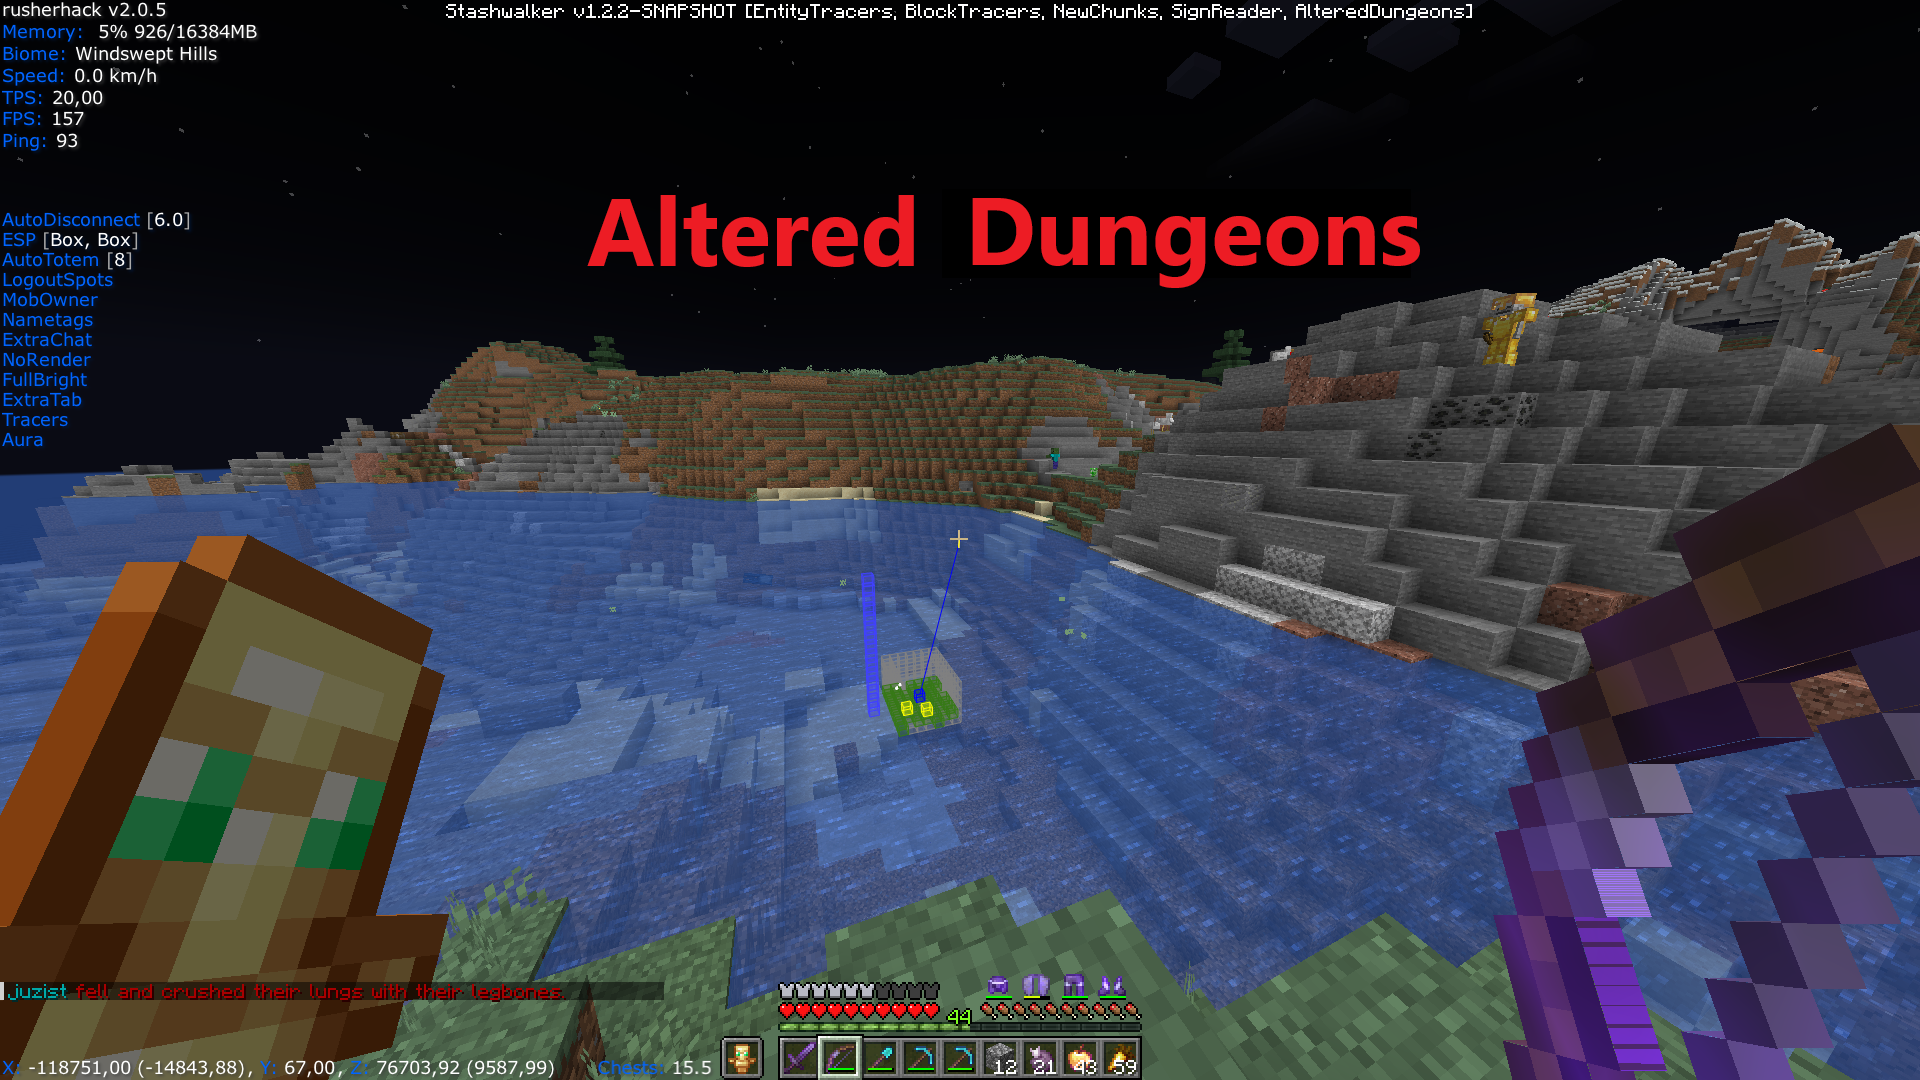 rusherhack v2.0.5
Stashwalker v1.2.2-SNAPSHOT [EntityTracers, BlockTracers, NewChunks, SignReader, AlteredDungeons]
Memory: 5% 926/16384MB
Biome: Windswept Hills
Speed: 0.0 km/h
TPS: 20,00
FPS: 157
Ping: 93
Altered Dungeons
AutoDisconnect [6.0]
ESP [Box, Box]
AutoTotem [8]
LogoutSpots
MobOwner
Nametags
ExtraChat
NoRender
FullBright
ExtraTab
Tracers
Aura
juzist fell and crushed their lungs with their legbones.
44
X: -118751,00 (-14843,88), Y: 67,00, Z: 76703,92 (9587,99)
Chests: 15.5
12 21 43 59